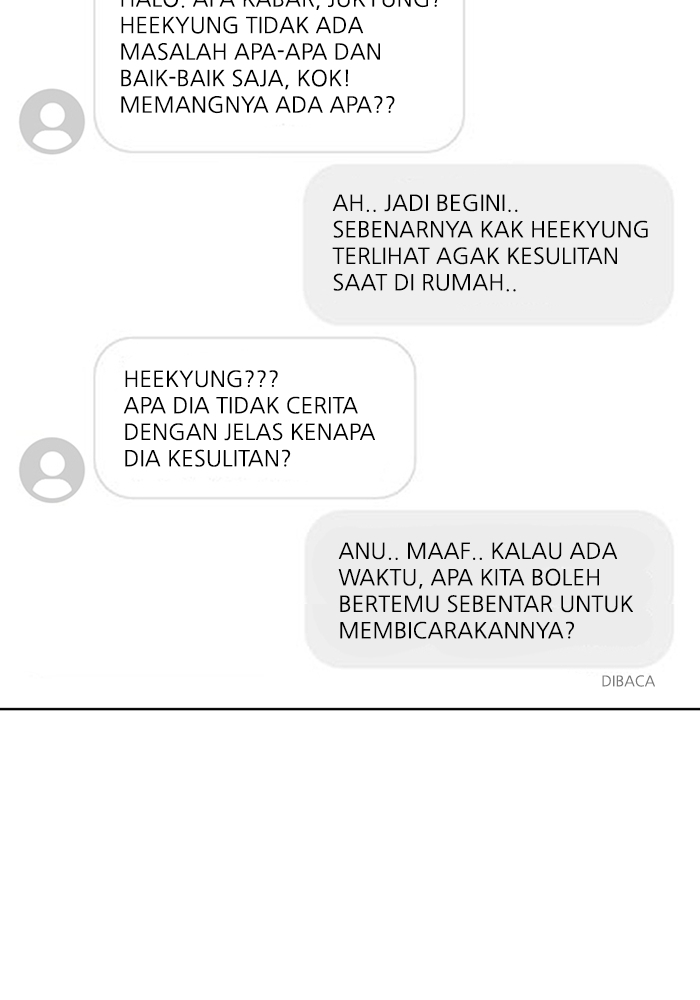 HALO. APA KABAR, JUKYUNG?
HEEKYUNG TIDAK ADA
MASALAH APA-APA DAN
BAIK-BAIK SAJA, KOK!
MEMANGNYA ADA APA??
AH.. JADI BEGINI..
SEBENARNYA KAK HEEKYUNG
TERLIHAT AGAK KESULITAN
SAAT DI RUMAH..
HEEKYUNG???
APA DIA TIDAK CERITA
DENGAN JELAS KENAPA
DIA KESULITAN?
ANU.. MAAF.. KALAU ADA
WAKTU, APA KITA BOLEH
BERTEMU SEBENTAR UNTUK
MEMBICARAKANNYA?
DIBACA